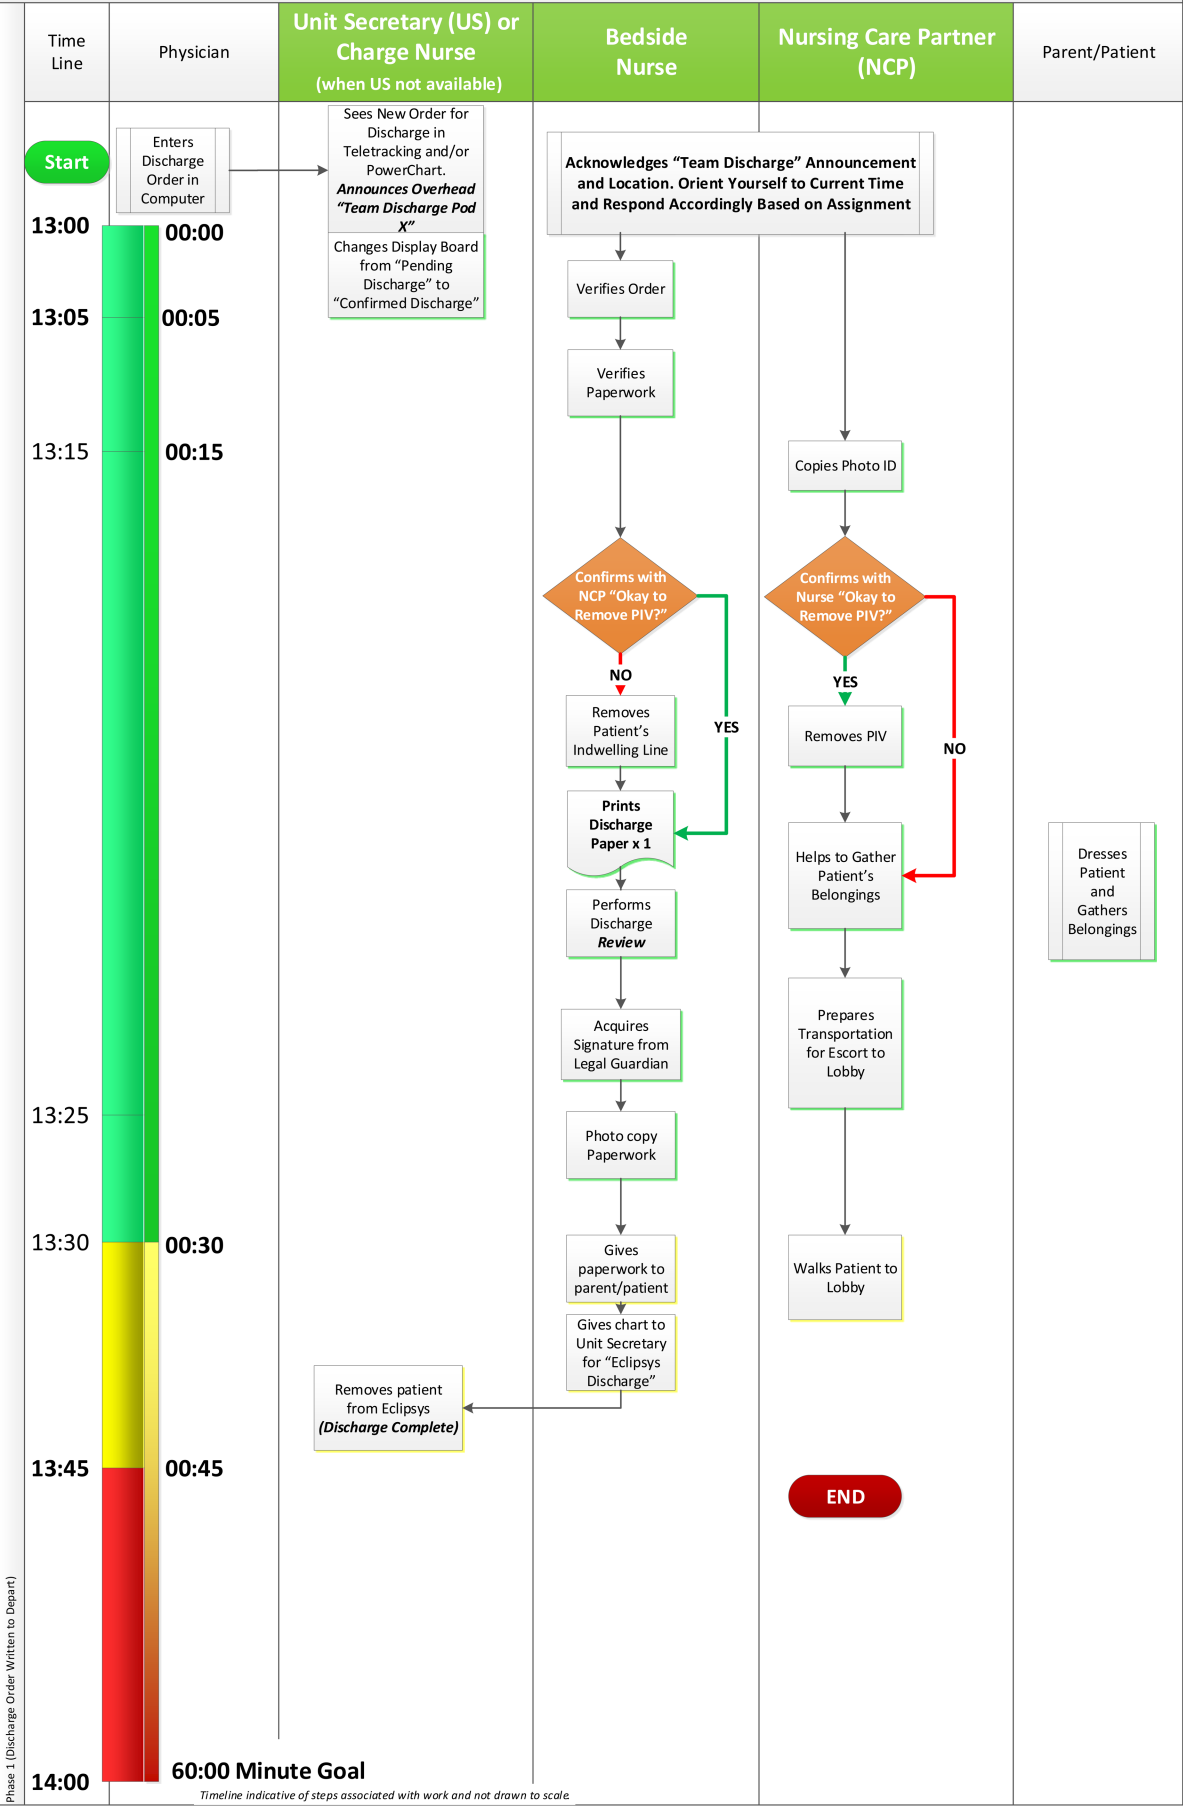 Time
Line
Physician
Unit Secretary (US) or
Charge Nurse
(when US not available)
Bedside
Nurse
Nursing Care Partner
(NCP)
Parent/Patient
Start
Enters
Discharge
Order in
Computer
Sees New Order for
Discharge in
Teletracking and/or
PowerChart.
Announces Overhead
“Team Discharge Pod
X”
Changes Display Board
from “Pending
Discharge” to
“Confirmed Discharge”
Acknowledges “Team Discharge” Announcement
and Location. Orient Yourself to Current Time
and Respond Accordingly Based on Assignment
13:00
00:00
13:05
00:05
13:15
00:15
13:25
13:30
00:30
13:45
00:45
14:00
60:00 Minute Goal
Verifies Order
Verifies
Paperwork
Confirms with
NCP “Okay to
Remove PIV?”
NO
YES
Removes
Patient’s
Indwelling Line
Prints
Discharge
Paper x 1
Performs
Discharge
Review
Acquires
Signature from
Legal Guardian
Photo copy
Paperwork
Gives
paperwork to
parent/patient
Gives chart to
Unit Secretary
for “Eclipsys
Discharge”
Removes patient
from Eclipsys
(Discharge Complete)
Copies Photo ID
Confirms with
Nurse “Okay to
Remove PIV?”
YES
NO
Removes PIV
Helps to Gather
Patient’s
Belongings
Prepares
Transportation
for Escort to
Lobby
Walks Patient to
Lobby
END
Dresses
Patient
and
Gathers
Belongings
Phase 1 (Discharge Order Written to Depart)
Timeline indicative of steps associated with work and not drawn to scale.